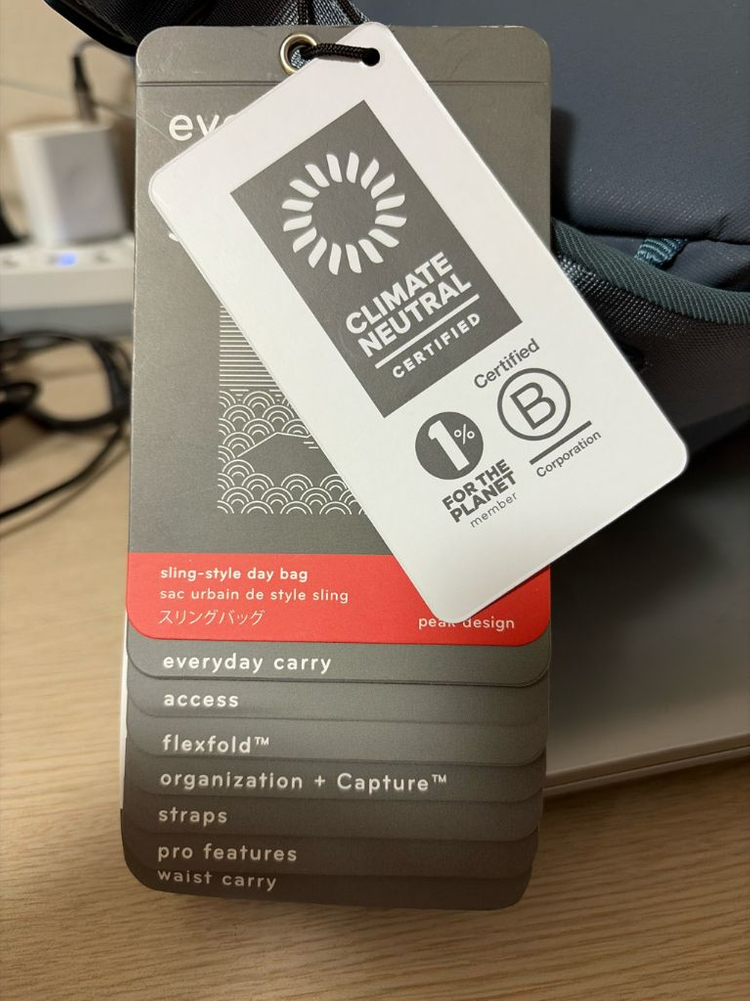 CLIMATE
NEUTRAL
CERTIFIED
Certified
B
Corporation
1%
FOR THE
PLANET
member
sling-style day bag
sac urbain de style sling
スリングバッグ
peak design
everyday carry
access
flexfold™
organization + Capture™
straps
pro features
waist carry